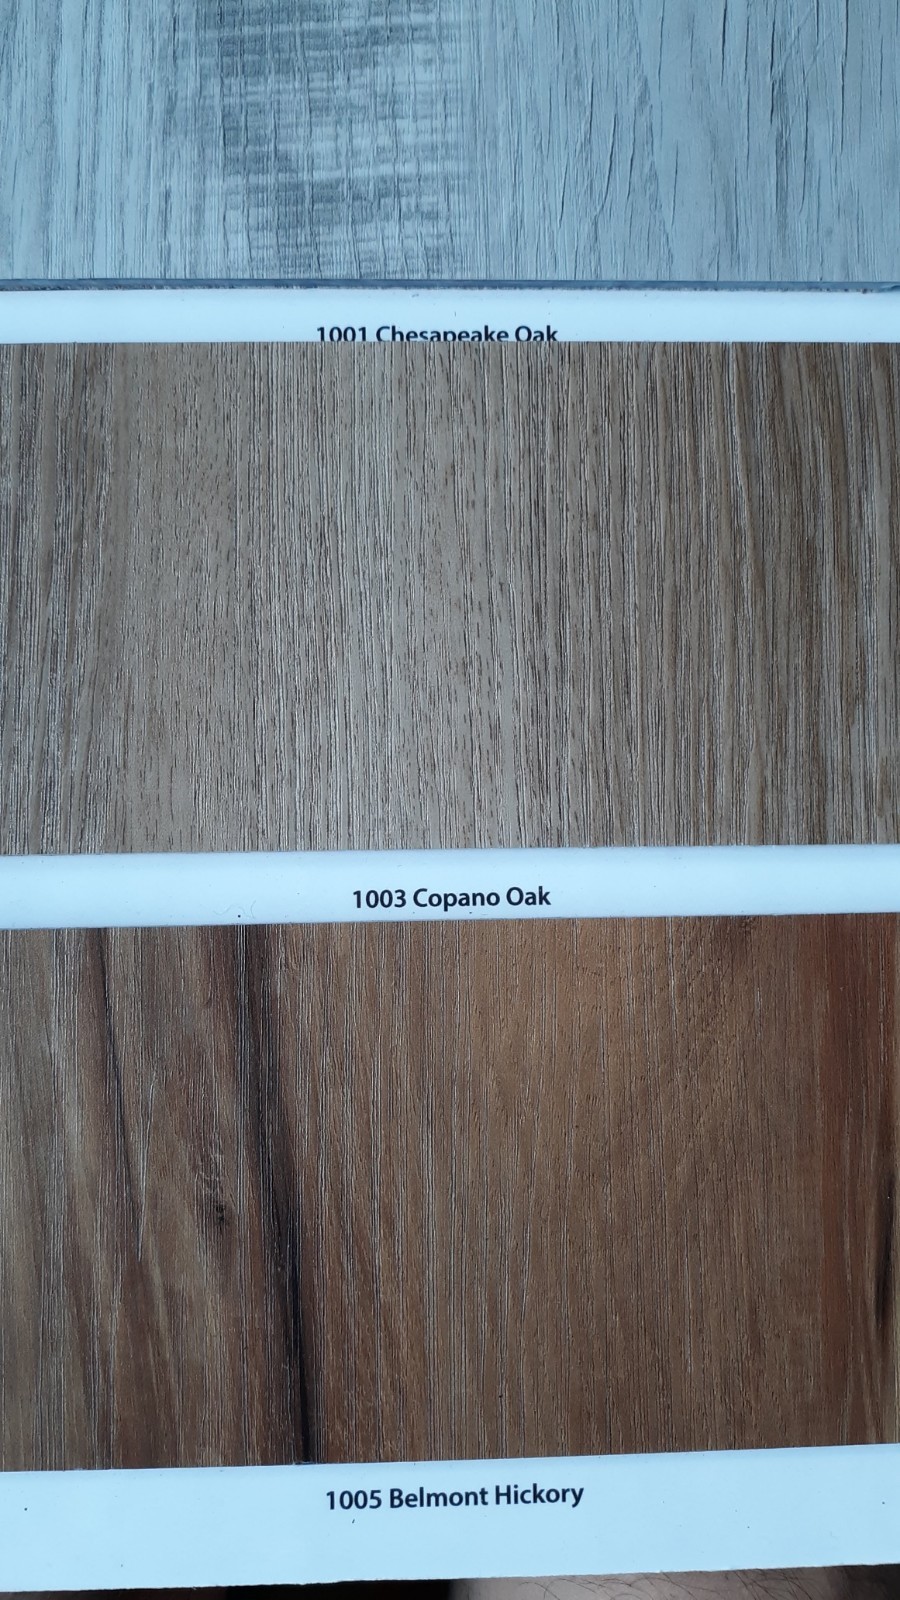 1001 Chesapeake Oak
1003 Copano Oak
1005 Belmont Hickory